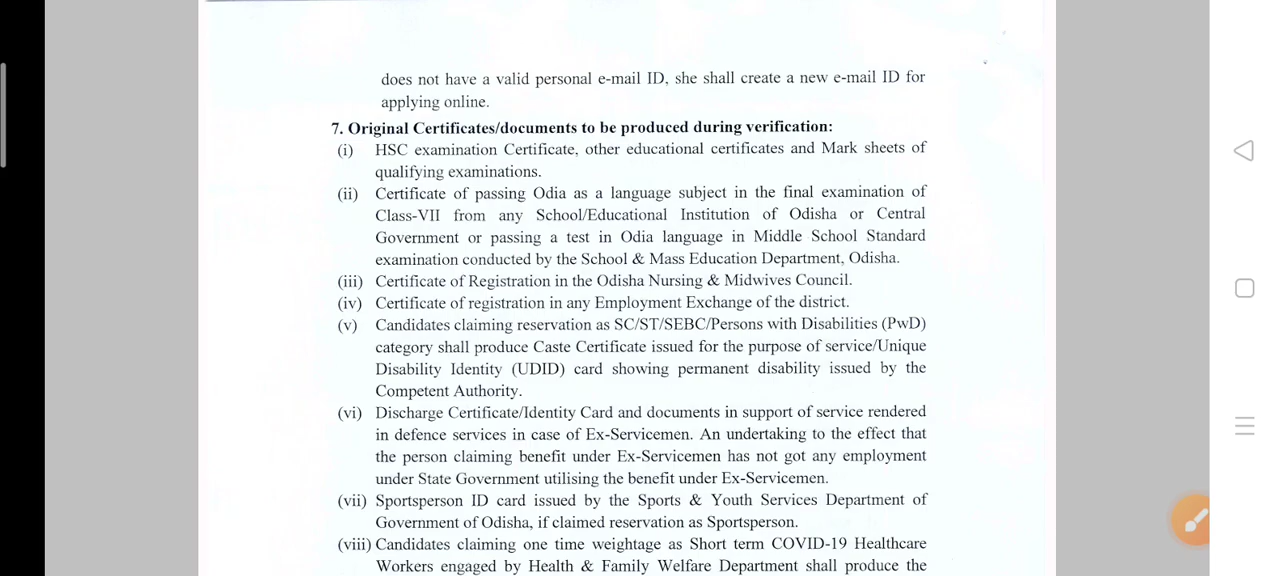 does not have a valid personal e-mail ID, she shall create a new e-mail ID for
applying online.
7. Original Certificates/documents to be produced during verification:
(i) HSC examination Certificate, other educational certificates and Mark sheets of
qualifying examinations.
(ii) Certificate of passing Odia as a language subject in the final examination of
Class-VII from any School/Educational Institution of Odisha or Central
Government or passing a test in Odia language in Middle School Standard
examination conducted by the School & Mass Education Department, Odisha.
(iii) Certificate of Registration in the Odisha Nursing & Midwives Council.
(iv) Certificate of registration in any Employment Exchange of the district.
(v) Candidates claiming reservation as SC/ST/SEBC/Persons with Disabilities (PwD)
category shall produce Caste Certificate issued for the purpose of service/Unique
Disability Identity (UDID) card showing permanent disability issued by the
Competent Authority.
(vi) Discharge Certificate/Identity Card and documents in support of service rendered
in defence services in case of Ex-Servicemen. An undertaking to the effect that
the person claiming benefit under Ex-Servicemen has not got any employment
under State Government utilising the benefit under Ex-Servicemen.
(vii) Sportsperson ID card issued by the Sports & Youth Services Department of
Government of Odisha, if claimed reservation as Sportsperson.
(viii) Candidates claiming one time weightage as Short term COVID-19 Healthcare
Workers engaged by Health & Family Welfare Department shall produce the